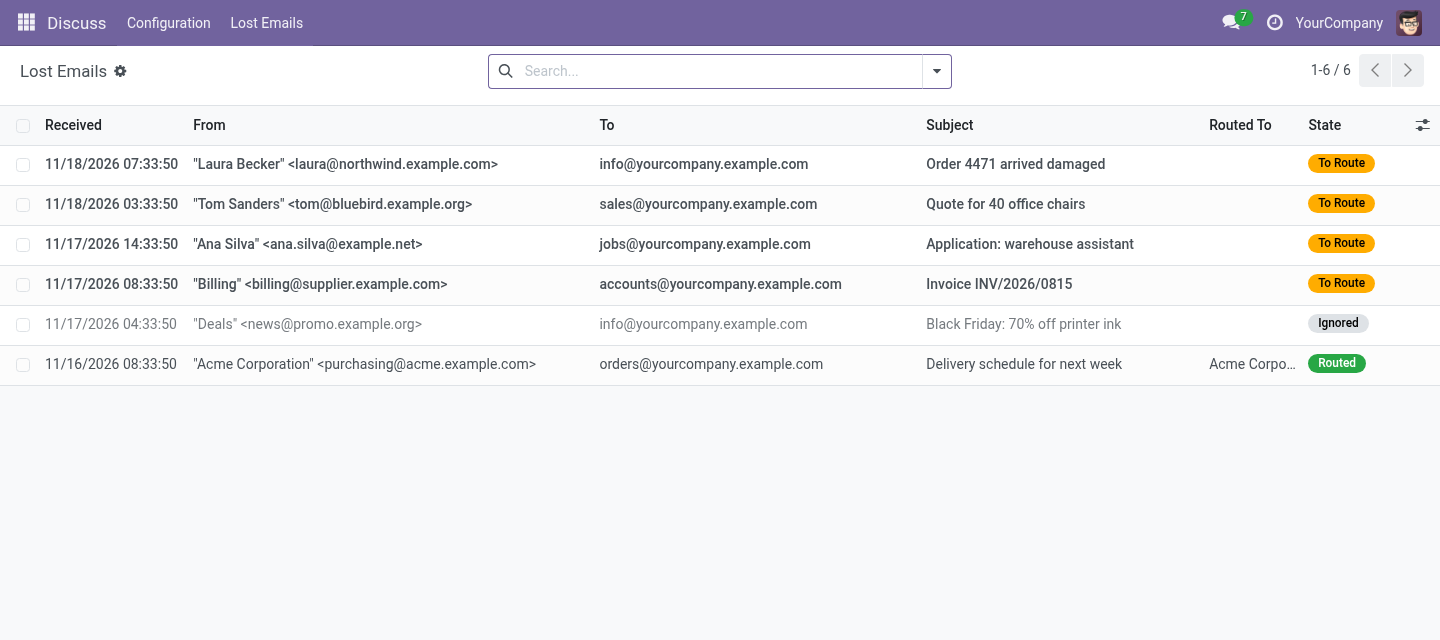 Discuss Configuration Lost Emails 7 YourCompany
Lost Emails Search... 1-6 / 6
Received From To Subject Routed To State
11/18/2026 07:33:50 "Laura Becker" <laura@northwind.example.com> info@yourcompany.example.com Order 4471 arrived damaged To Route
11/18/2026 03:33:50 "Tom Sanders" <tom@bluebird.example.org> sales@yourcompany.example.com Quote for 40 office chairs To Route
11/17/2026 14:33:50 "Ana Silva" <ana.silva@example.net> jobs@yourcompany.example.com Application: warehouse assistant To Route
11/17/2026 08:33:50 "Billing" <billing@supplier.example.com> accounts@yourcompany.example.com Invoice INV/2026/0815 To Route
11/17/2026 04:33:50 "Deals" <news@promo.example.org> info@yourcompany.example.com Black Friday: 70% off printer ink Ignored
11/16/2026 08:33:50 "Acme Corporation" <purchasing@acme.example.com> orders@yourcompany.example.com Delivery schedule for next week Acme Corpo... Routed